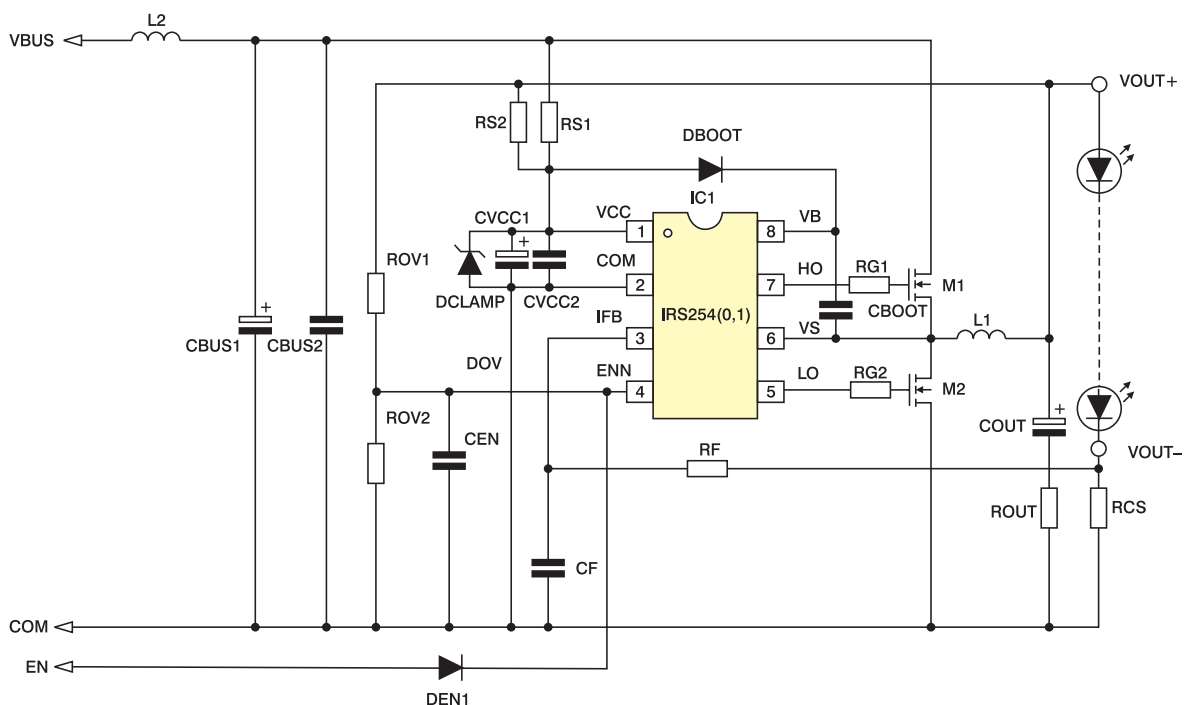 L2
VBUS
VOUT+
RS2
RS1
DBOOT
IC1
CVCC1
VCC
VB
1
8
ROV1
COM
HO
RG1
M1
2
7
DCLAMP
CVCC2
CBOOT
IRS254(0,1)
L1
CBUS1
CBUS2
IFB
VS
3
6
DOV
ENN
LO
RG2
M2
4
5
ROV2
CEN
COUT
VOUT–
RF
ROUT
RCS
CF
COM
EN
DEN1